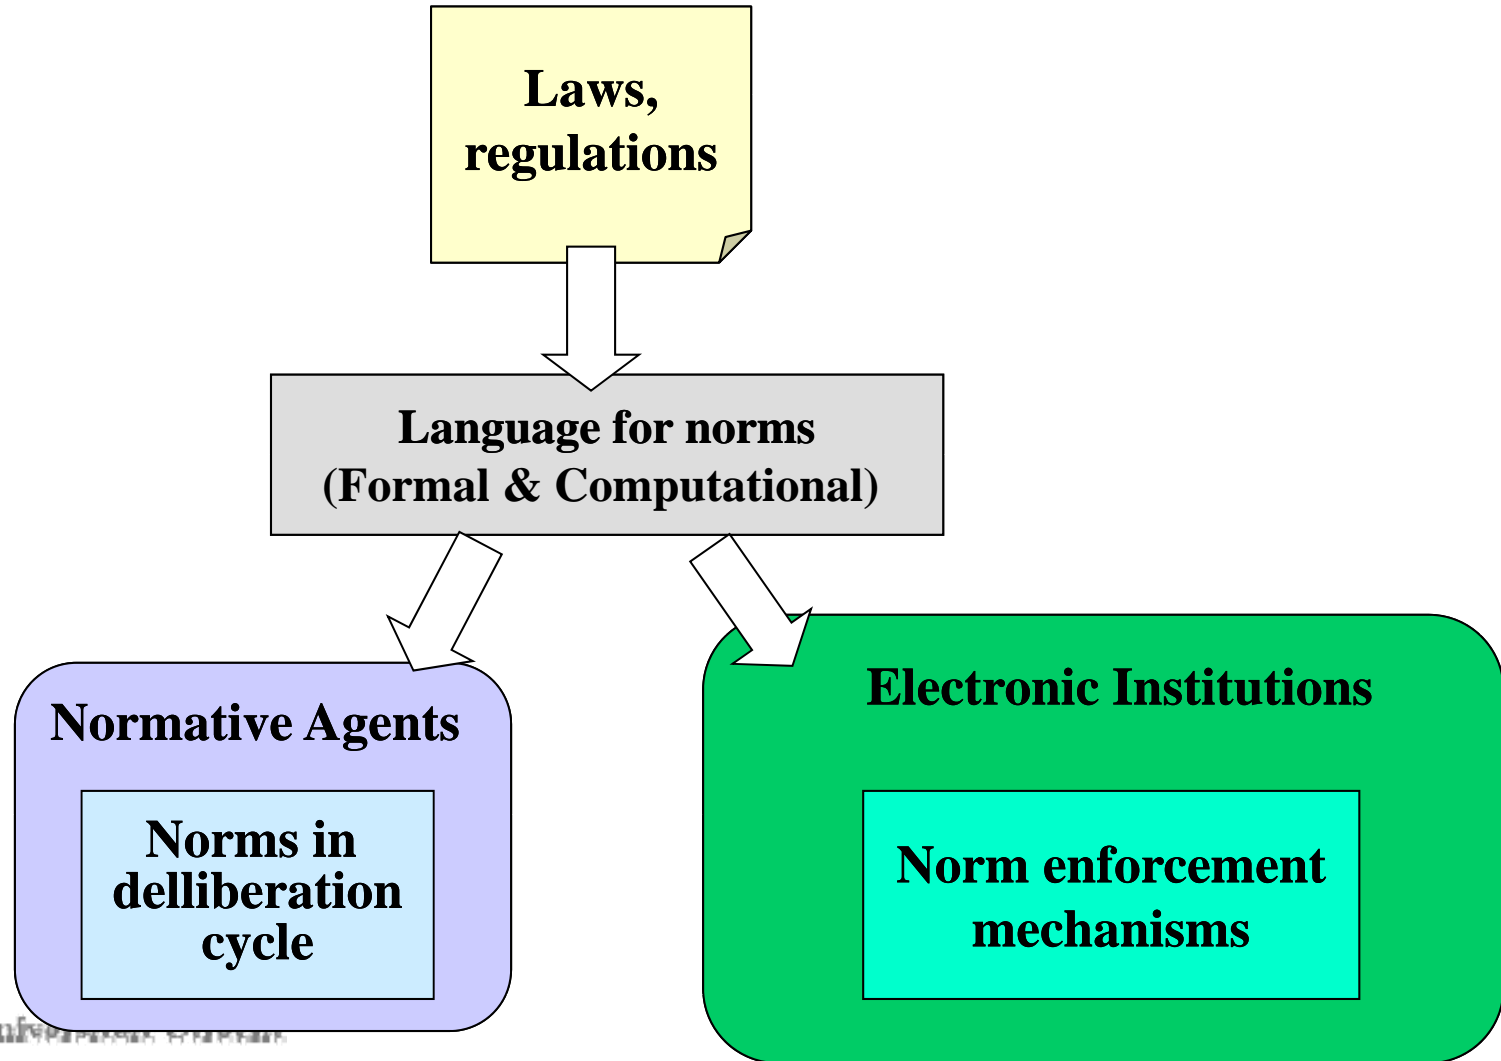 Laws,
regulations
Language for norms
(Formal & Computational)
Normative Agents
Norms in
delliberation
cycle
Electronic Institutions
Norm enforcement
mechanisms